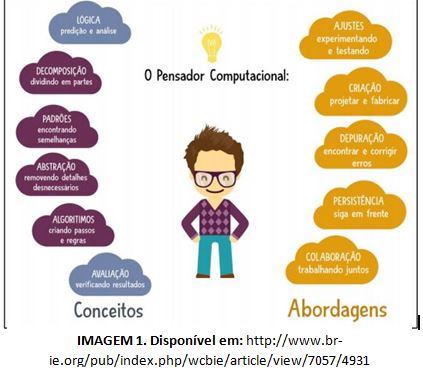 LÓGICA
predição e análise
DECOMPOSIÇÃO
dividindo em partes
PADRÕES
encontrando
semelhanças
ABSTRAÇÃO
removendo detalhes
desnecessários
ALGORITIMOS
criando passos
e regras
AVALIAÇÃO
verificando resultados
Conceitos
O Pensador Computacional:
AJUSTES
experimentando
e testando
CRIAÇÃO
projetar e fabricar
DEPURAÇÃO
encontrar e corrigir
erros
PERSISTÊNCIA
siga em frente
COLABORAÇÃO
trabalhando juntos
Abordagens
IMAGEM 1. Disponível em: http://www.br-
ie.org/pub/index.php/wcbie/article/view/7057/4931